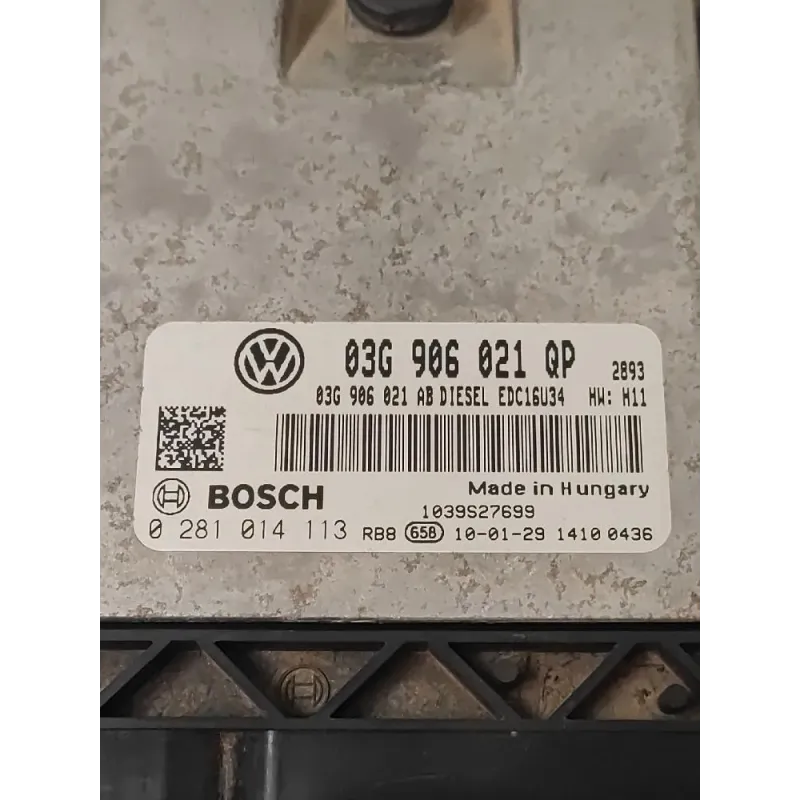 VW 03G 906 021 QP 2893
03G 906 021 AB DIESEL EDC16U34 HW: H11
BOSCH Made in Hungary
1039S27699
0 281 014 113 RB8 658 10-01-29 1410 0436